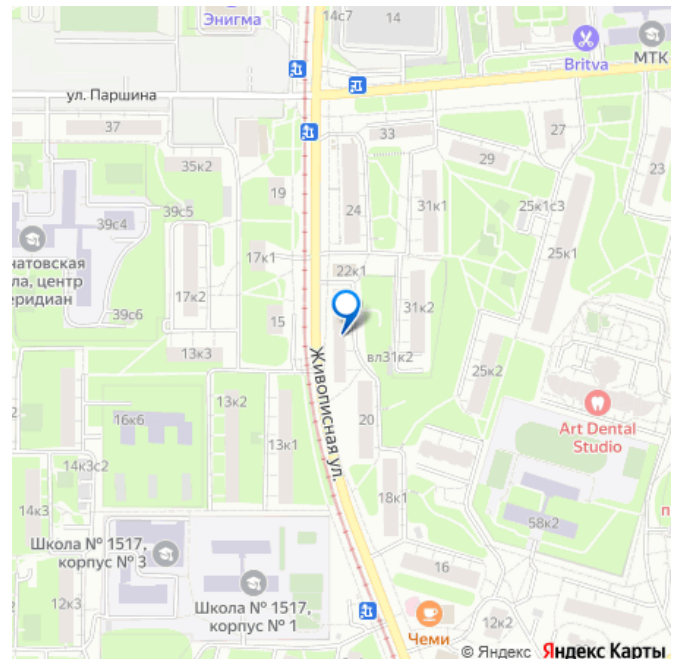 Энигма
14с7
14
Britva
МТК
ул. Паршина
37
33
27
35к2
29
23
19
39с5
31к1
25к1с3
24
39с4
натовская
ла, центр
еридиан
17к1
25к1
22к1
17к2
31к2
39с6
15
13к3
вл31к2
25к2
Живописная ул.
13к2
Art Dental
Studio
16к6
20
13к1
14к3с2
18к1
14к3
58к2
п
Школа № 1517,
корпус № 3
16
12к3
Школа № 1517,
корпус № 1
12к2
Чеми
© Яндекс Яндекс Карты